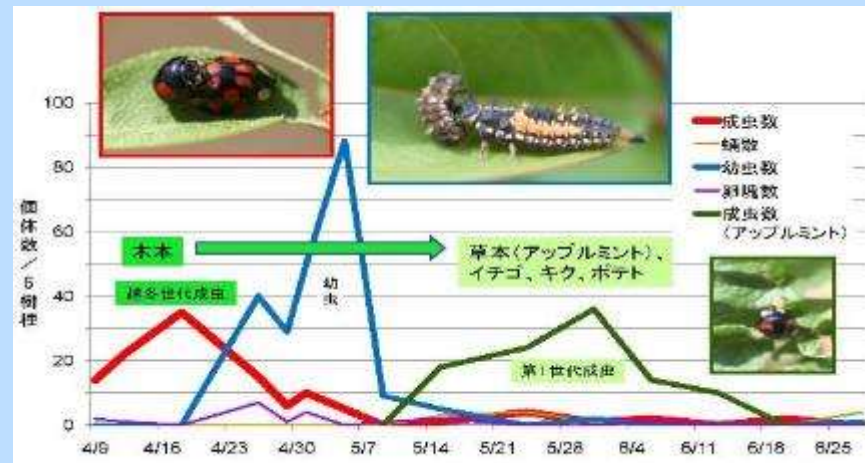 100
80
60
40
20
0
個体数/5樹種
4/9 4/16 4/23 4/30 5/7 5/14 5/21 5/28 6/4 6/11 6/18 6/25
木本
越冬世代成虫
幼虫
草本(アップルミント)、
イチゴ、キク、ポテト
第1世代成虫
成虫数
蛹数
幼虫数
卵塊数
成虫数
(アップルミント)